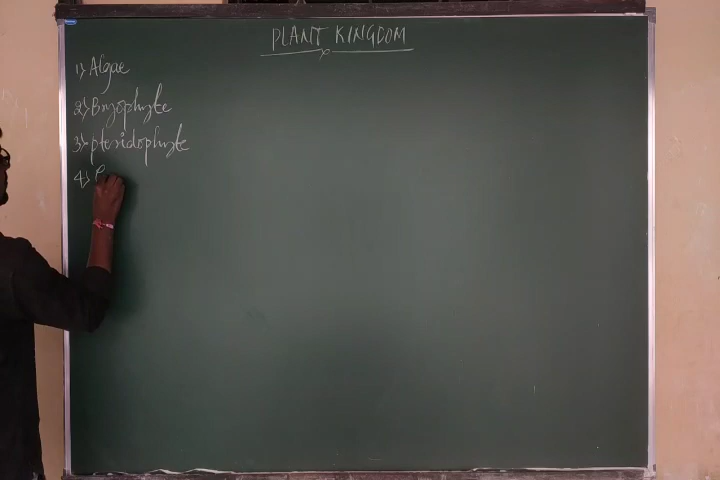 PLANT KINGDOM
1) Algae
2) Bryophyte
3) pteridophyte
4)